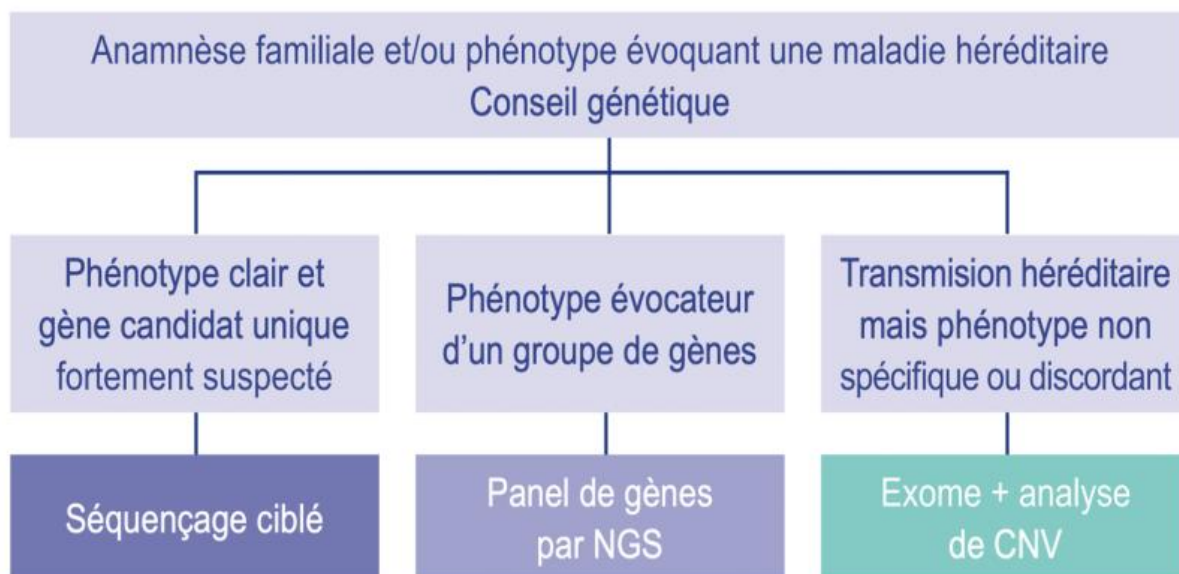 Anamnèse familiale et/ou phénotype évoquant une maladie héréditaire
Conseil génétique
Phénotype clair et
gène candidat unique
fortement suspecté
Phénotype évocateur
d'un groupe de gènes
Transmision héréditaire
mais phénotype non
spécifique ou discordant
Séquençage ciblé
Panel de gènes
par NGS
Exome + analyse
de CNV